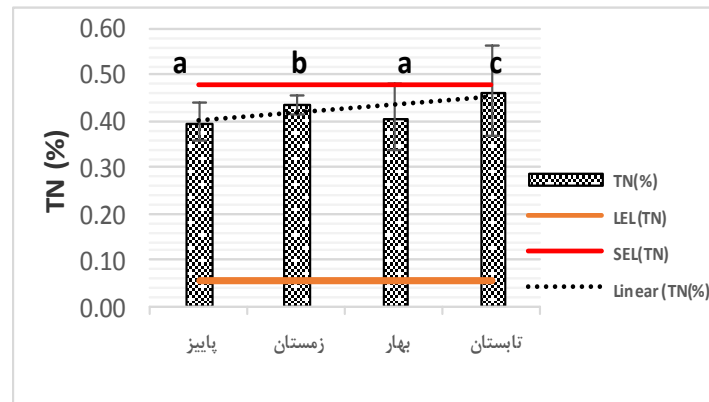 TN (%)
0.60
0.50
0.40
0.30
0.20
0.10
0.00
a b a c
پاییز زمستان بهار تابستان
TN(%)
LEL(TN)
SEL(TN)
Linear (TN(%)